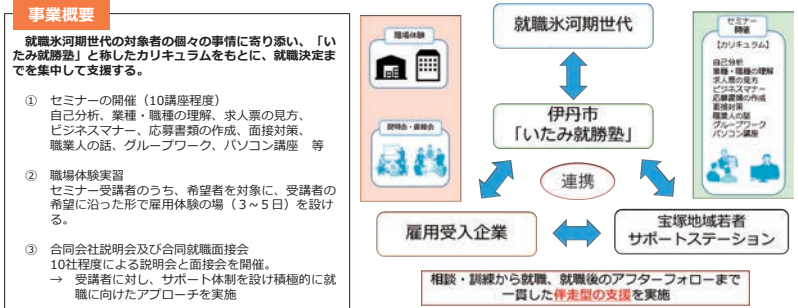 事業概要
就職氷河期世代の対象者の個々の事情に寄り添い、「い
たみ就勝塾」と称したカリキュラムをもとに、就職決定ま
でを集中して支援する。
① セミナーの開催（10講座程度）
自己分析、業種・職種の理解、求人票の見方、
ビジネスマナー、応募書類の作成、面接対策、
職業人の話、グループワーク、パソコン講座 等
② 職場体験実習
セミナー受講者のうち、希望者を対象に、受講者の
希望に沿った形で雇用体験の場（３～５日）を設け
る。
③ 合同会社説明会及び合同就職面接会
10社程度による説明会と面接会を開催。
→ 受講者に対し、サポート体制を設け積極的に就
職に向けたアプローチを実施
職場体験
説明会・面接会
就職氷河期世代
伊丹市
「いたみ就勝塾」
連携
雇用受入企業
宝塚地域若者
サポートステーション
セミナー
開催
【カリキュラム】
自己分析
業種・職種の理解
求人票の見方
ビジネスマナー
応募書類の作成
面接対策
職業人の話
グループワーク
パソコン講座
相談・訓練から就職、就職後のアフターフォローまで
一貫した伴走型の支援を実施